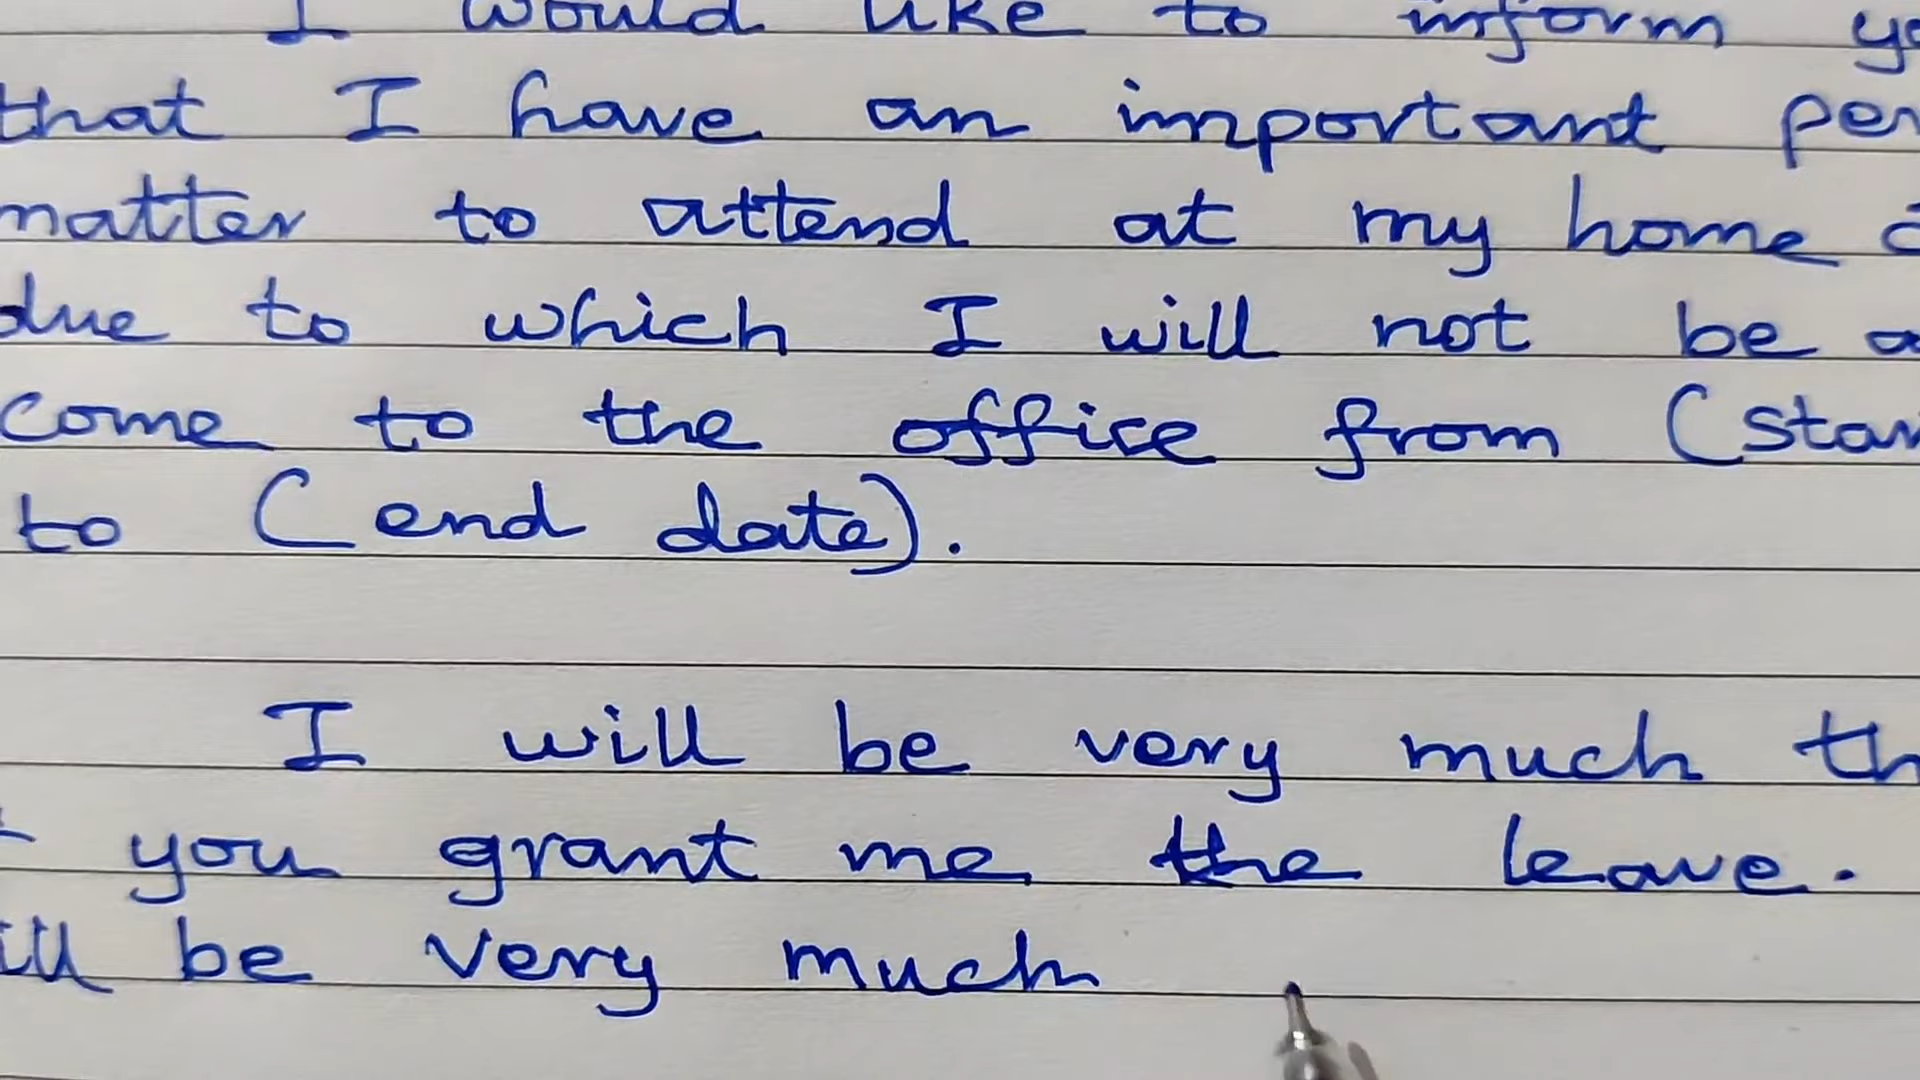 I would like to inform
that I have an important
matter to attend at my home
due to which I will not be
come to the office from
to (end date).
I will be very much
you grant me the leave.
be very much